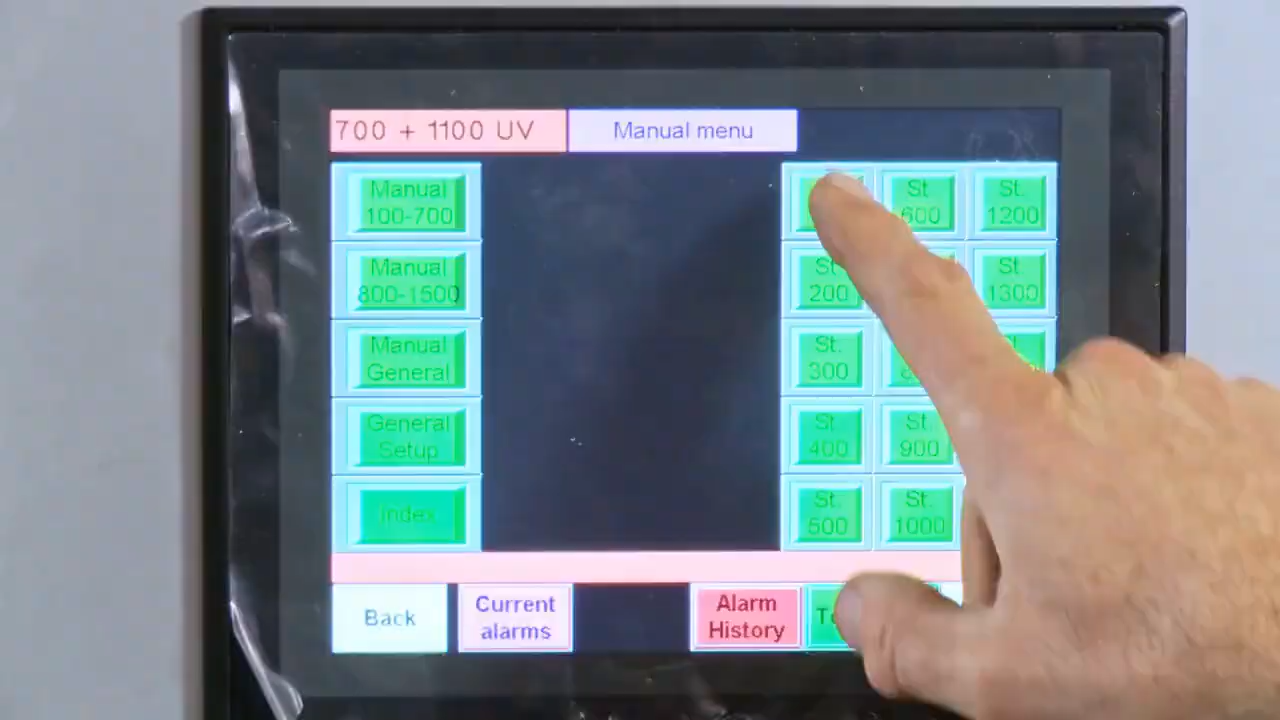 700 + 1100 UV
Manual menu
Manual
100-700
St
600
St.
1200
Manual
800-1500
St
200
St.
1300
Manual
General
St.
300
General
Setup
St
400
St.
900
Index
St.
500
St.
1000
Back
Current
alarms
Alarm
History